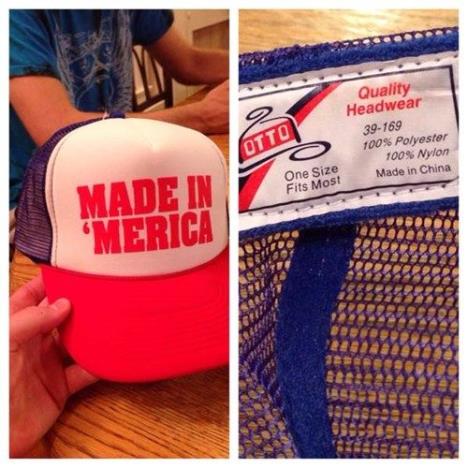 MADE IN
'MERICA
OTTO
Quality
Headwear
39-169
100% Polyester
100% Nylon
One Size
Fits Most
Made in China